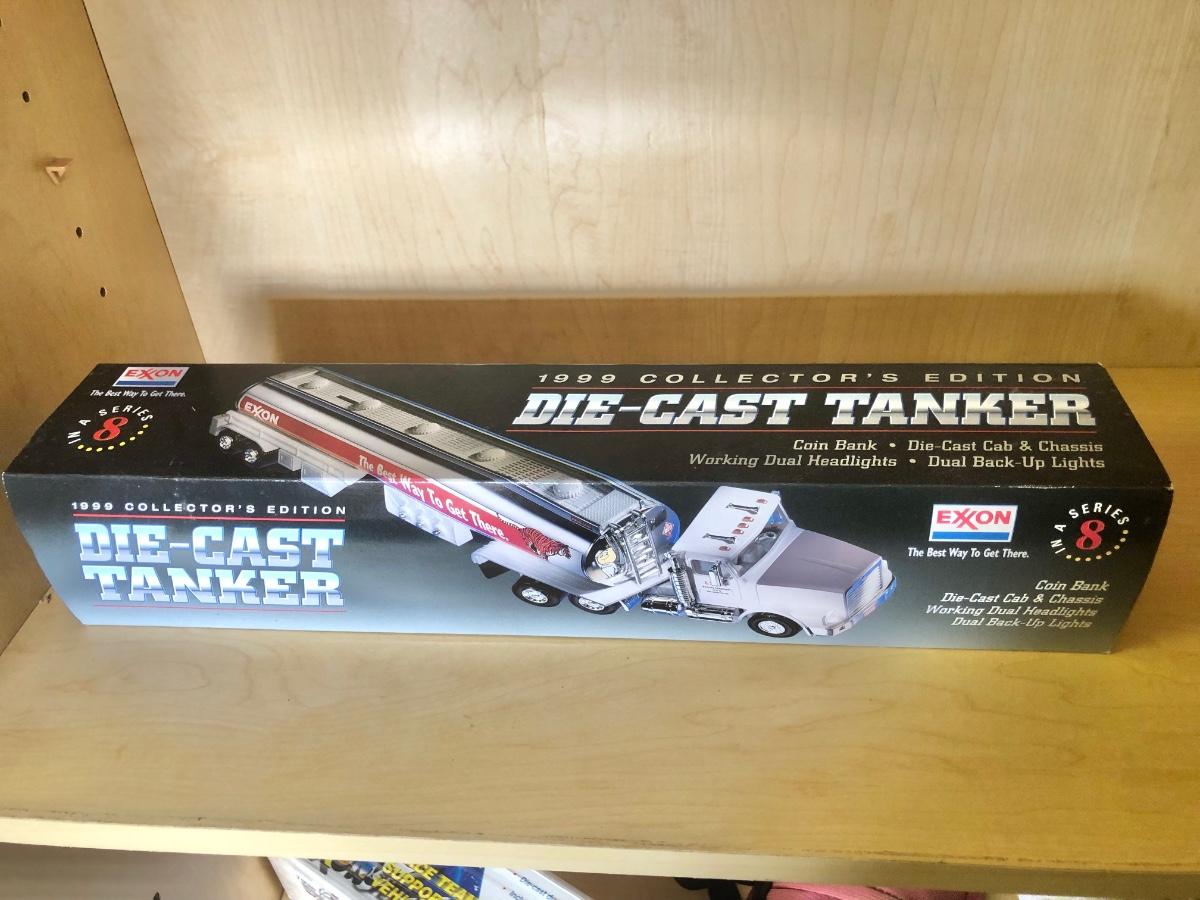 EXXON
The Best Way To Get There.
8
IN A SERIES
1999 COLLECTOR'S EDITION
DIE-CAST TANKER
Coin Bank • Die-Cast Cab & Chassis
Working Dual Headlights • Dual Back-Up Lights
EXXON
The Best Way To Get There.
1999 COLLECTOR'S EDITION
DIE-CAST
TANKER
EXXON
The Best Way To Get There.
8
IN A SERIES
Coin Bank
Die-Cast Cab & Chassis
Working Dual Headlights
Dual Back-Up Lights
SUPPOR